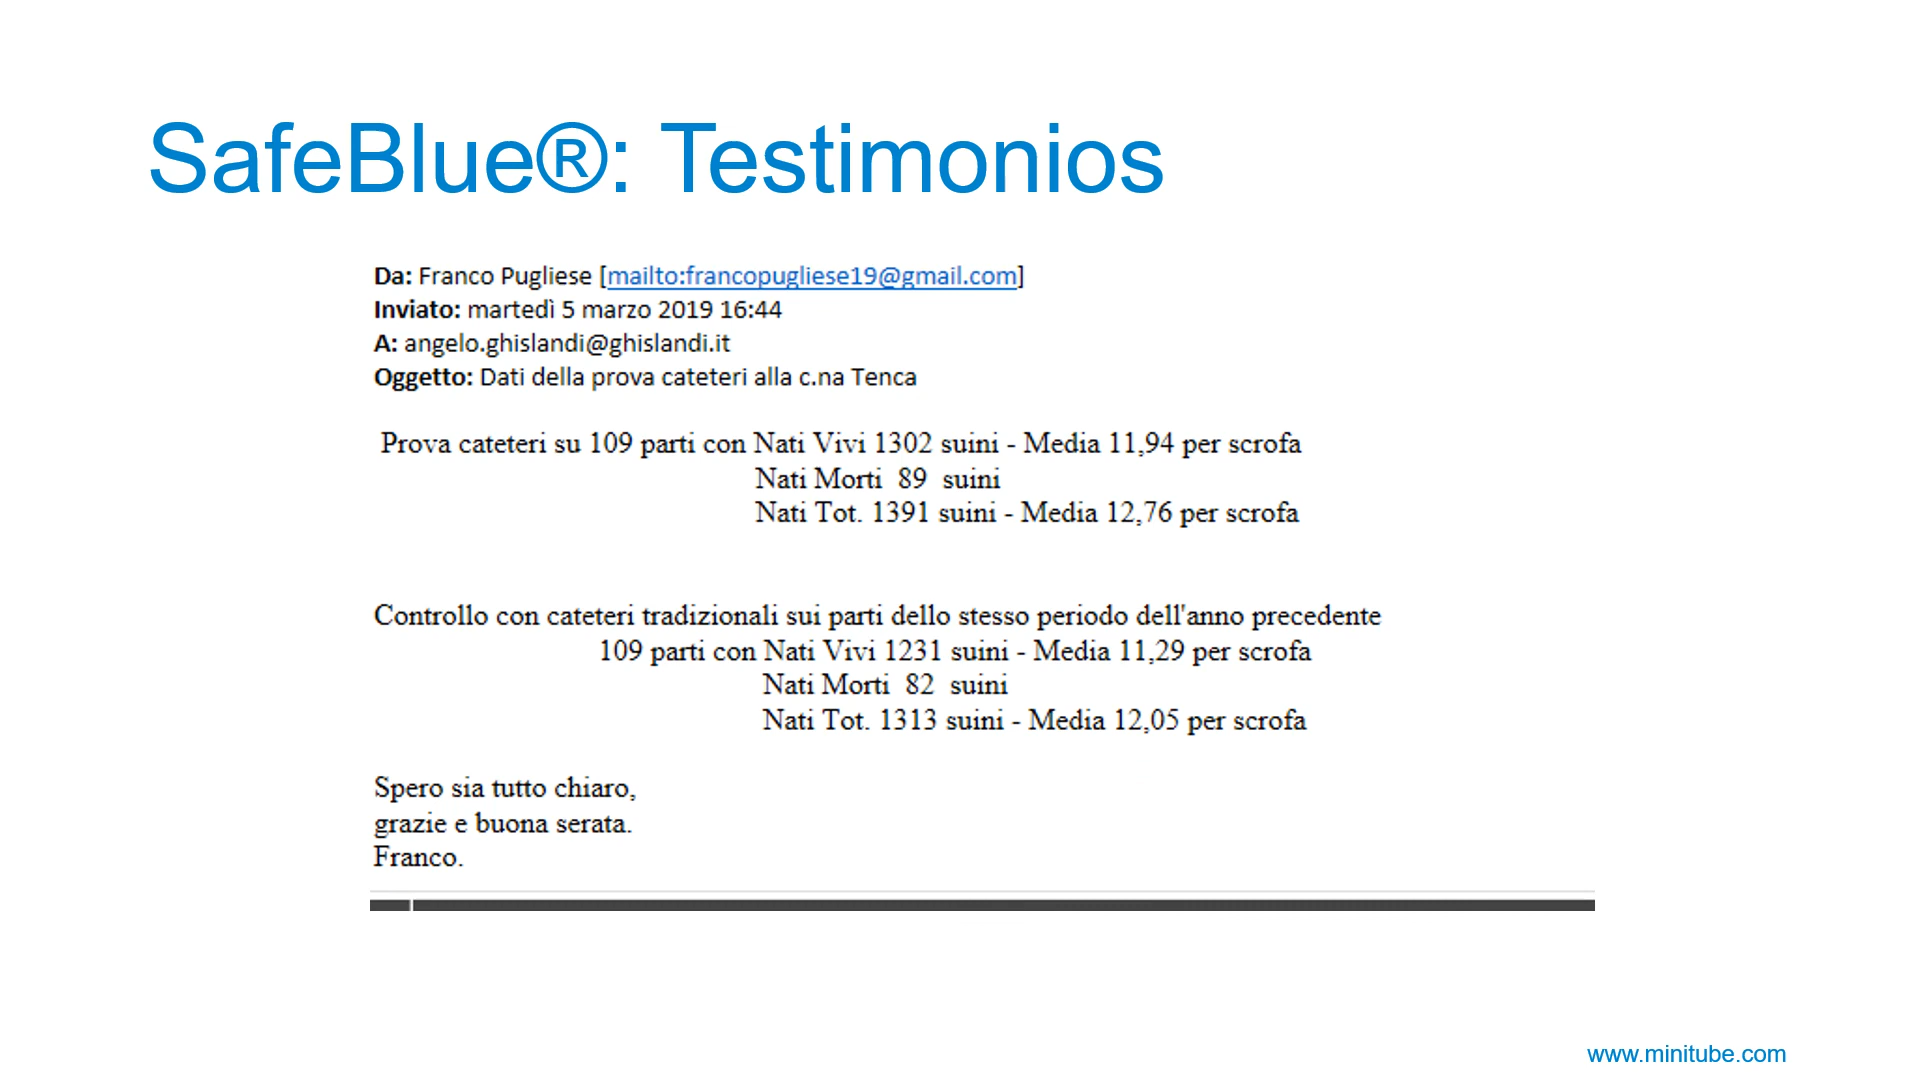 SafeBlue®: Testimonios
Da: Franco Pugliese [mailto:francopugliese19@gmail.com]
Inviato: martedì 5 marzo 2019 16:44
A: angelo.ghislandi@ghislandi.it
Oggetto: Dati della prova cateteri alla c.na Tenca
Prova cateteri su 109 parti con Nati Vivi 1302 suini - Media 11,94 per scrofa
Nati Morti 89 suini
Nati Tot. 1391 suini - Media 12,76 per scrofa
Controllo con cateteri tradizionali sui parti dello stesso periodo dell'anno precedente
109 parti con Nati Vivi 1231 suini - Media 11,29 per scrofa
Nati Morti 82 suini
Nati Tot. 1313 suini - Media 12,05 per scrofa
Spero sia tutto chiaro,
grazie e buona serata.
Franco.
www.minitube.com